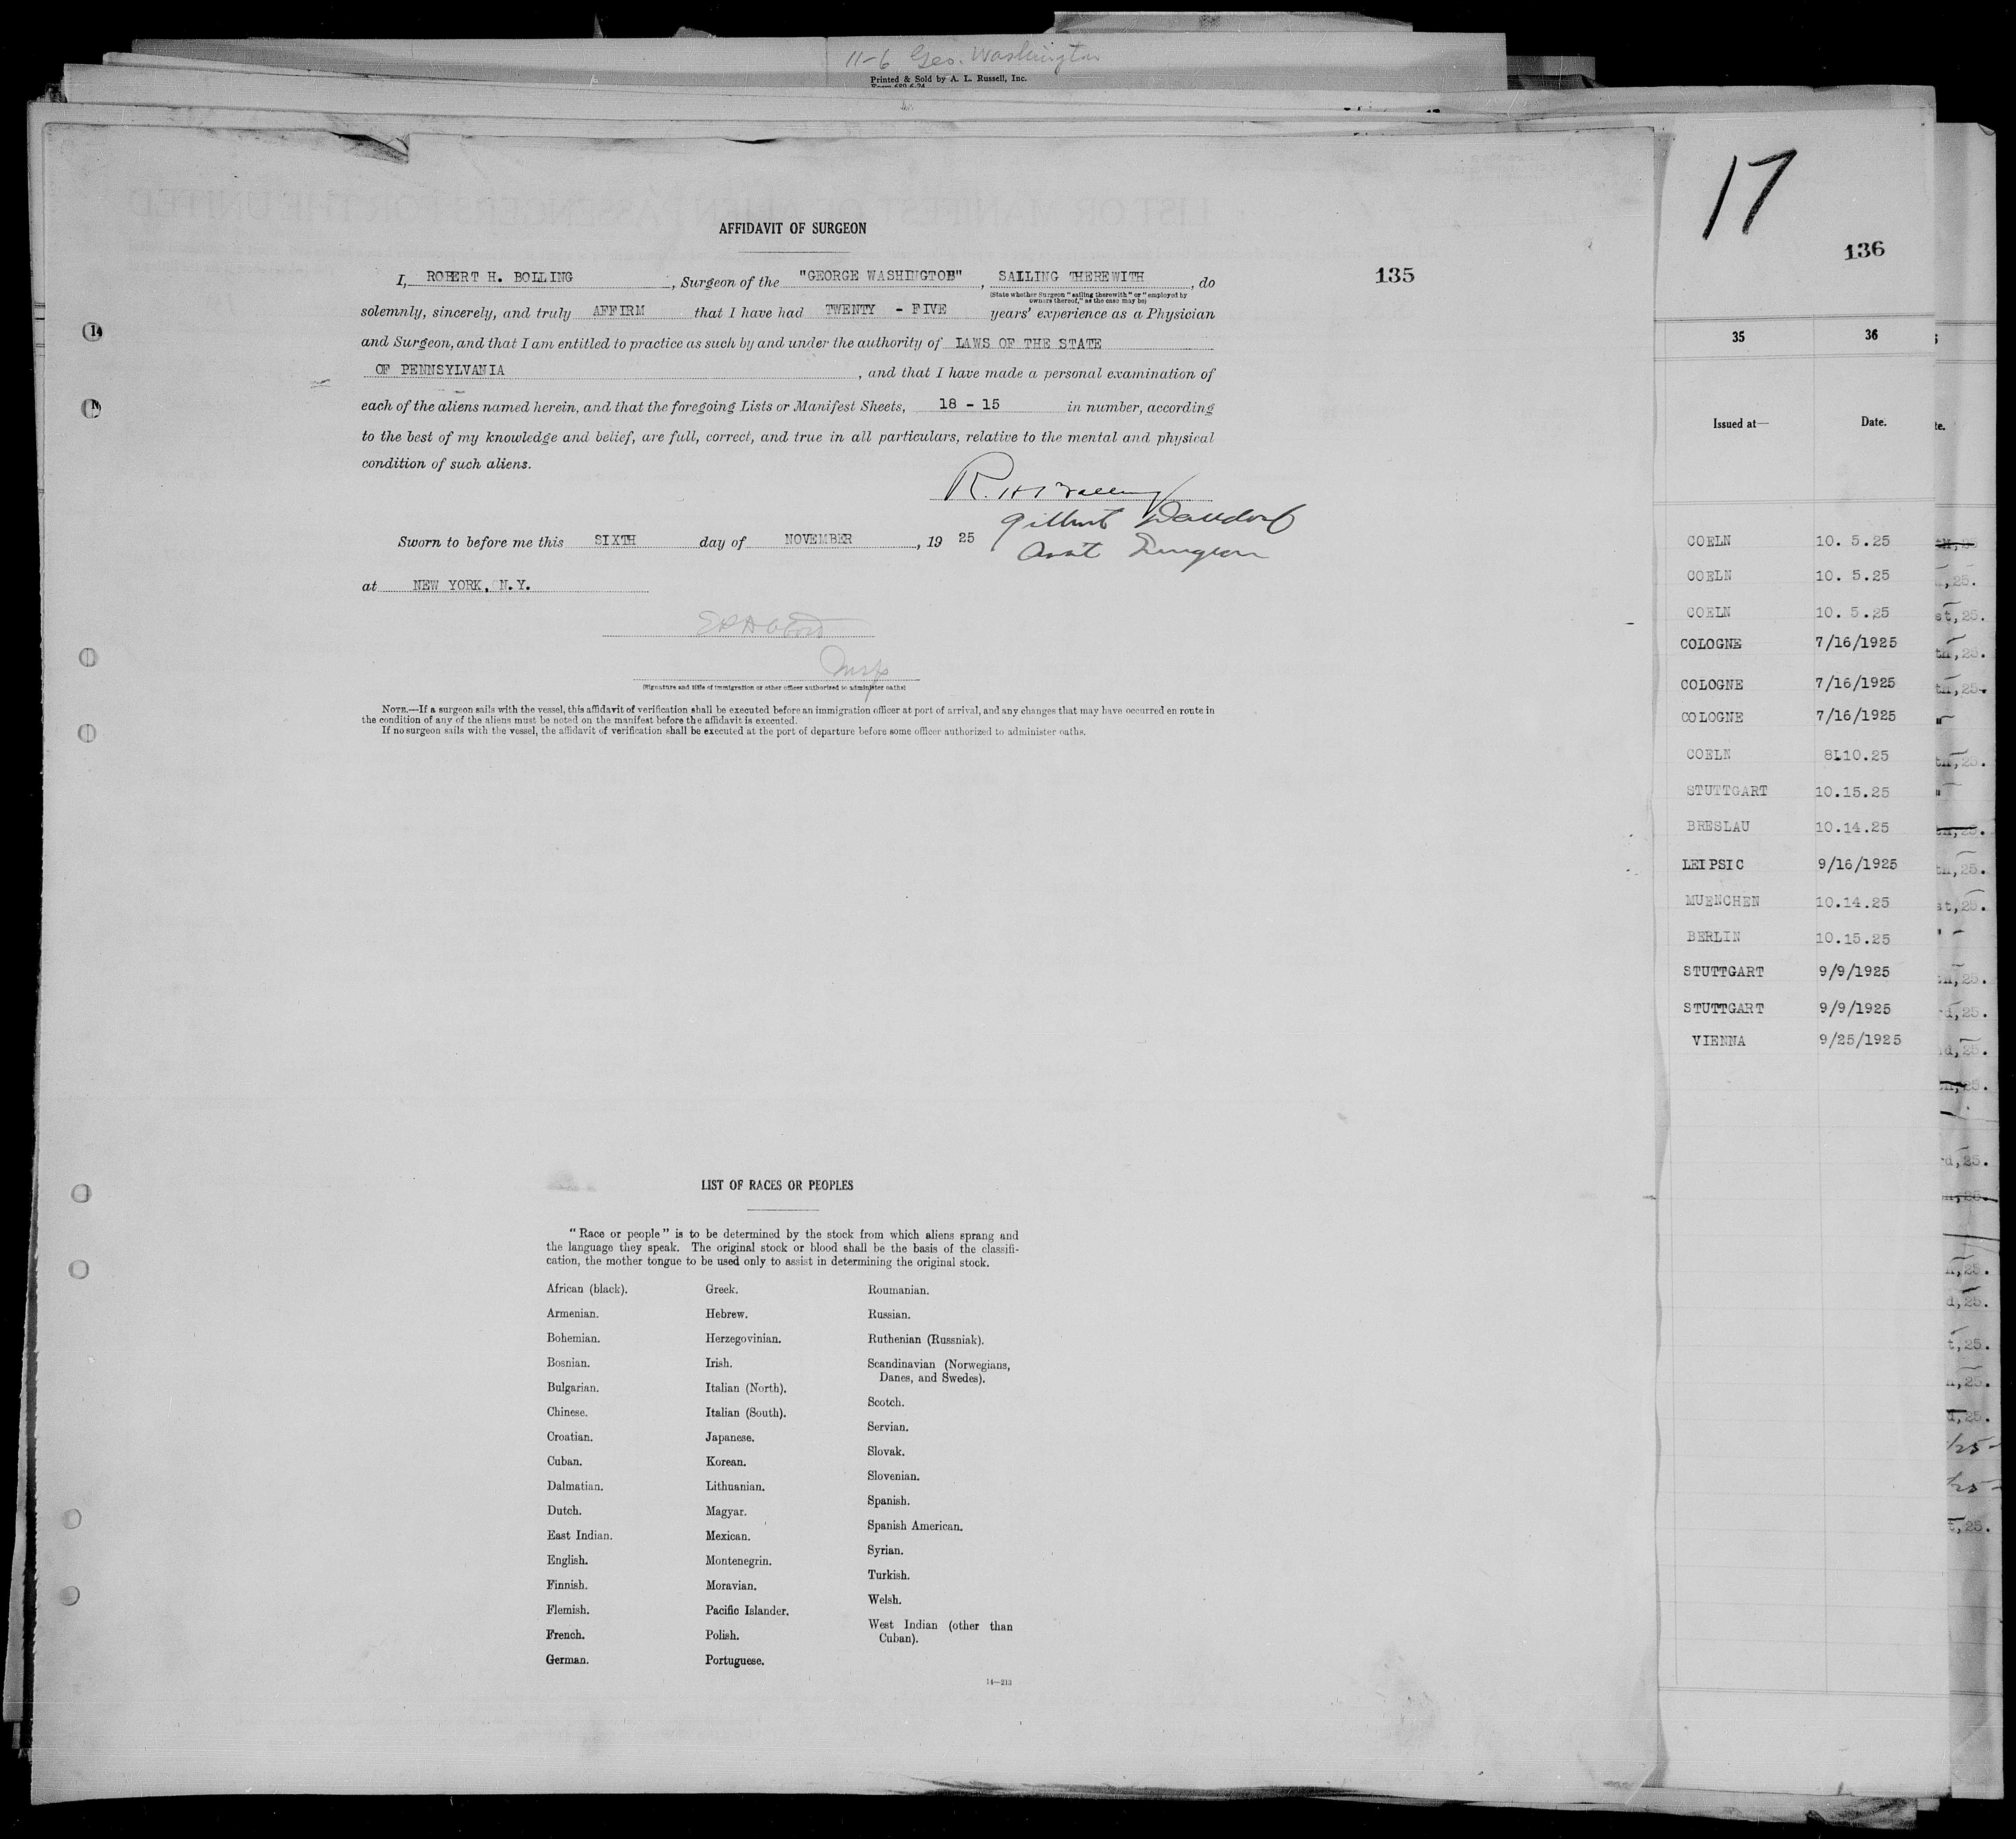 11-6 Geo. Washington
Printed & Sold by A. L. Russell, Inc.
AFFIDAVIT OF SURGEON
135
I, ROBERT H. BOLLING, Surgeon of the "GEORGE WASHINGTON", SAILING THEREWITH, do
(State whether Surgeon "sailing therewith" or "employed by
owners thereof," as the case may be)
solemnly, sincerely, and truly AFFIRM that I have had TWENTY - FIVE years' experience as a Physician
and Surgeon, and that I am entitled to practice as such by and under the authority of LAWS OF THE STATE
OF PENNSYLVANIA, and that I have made a personal examination of
each of the aliens named herein, and that the foregoing Lists or Manifest Sheets, 18 - 15 in number, according
to the best of my knowledge and belief, are full, correct, and true in all particulars, relative to the mental and physical
condition of such aliens.
R. H. Bolling
Gilbert
Asst Surgeon
Sworn to before me this SIXTH day of NOVEMBER, 19 25
at NEW YORK, N.Y.
Insp
(Signature and title of immigration or other officer authorized to administer oaths)
NOTE.—If a surgeon sails with the vessel, this affidavit of verification shall be executed before an immigration officer at port of arrival, and any changes that may have occurred en route in
the condition of any of the aliens must be noted on the manifest before the affidavit is executed.
If no surgeon sails with the vessel, the affidavit of verification shall be executed at the port of departure before some officer authorized to administer oaths.
LIST OF RACES OR PEOPLES
"Race or people" is to be determined by the stock from which aliens sprang and
the language they speak. The original stock or blood shall be the basis of the classifi-
cation, the mother tongue to be used only to assist in determining the original stock.
African (black).
Armenian.
Bohemian.
Bosnian.
Bulgarian.
Chinese.
Croatian.
Cuban.
Dalmatian.
Dutch.
East Indian.
English.
Finnish.
Flemish.
French.
German.
Greek.
Hebrew.
Herzegovinian.
Irish.
Italian (North).
Italian (South).
Japanese.
Korean.
Lithuanian.
Magyar.
Mexican.
Montenegrin.
Moravian.
Pacific Islander.
Polish.
Portuguese.
Roumanian.
Russian.
Ruthenian (Russniak).
Scandinavian (Norwegians,
Danes, and Swedes).
Scotch.
Servian.
Slovak.
Slovenian.
Spanish.
Spanish American.
Syrian.
Turkish.
Welsh.
West Indian (other than
Cuban).
14—213
17
136
35 36
Issued at— Date.
COELN 10. 5.25
COELN 10. 5.25
COELN 10. 5.25
COLOGNE 7/16/1925
COLOGNE 7/16/1925
COLOGNE 7/16/1925
COELN 8.10.25
STUTTGART 10.15.25
BRESLAU 10.14.25
LEIPSIC 9/16/1925
MUENCHEN 10.14.25
BERLIN 10.15.25
STUTTGART 9/9/1925
STUTTGART 9/9/1925
VIENNA 9/25/1925